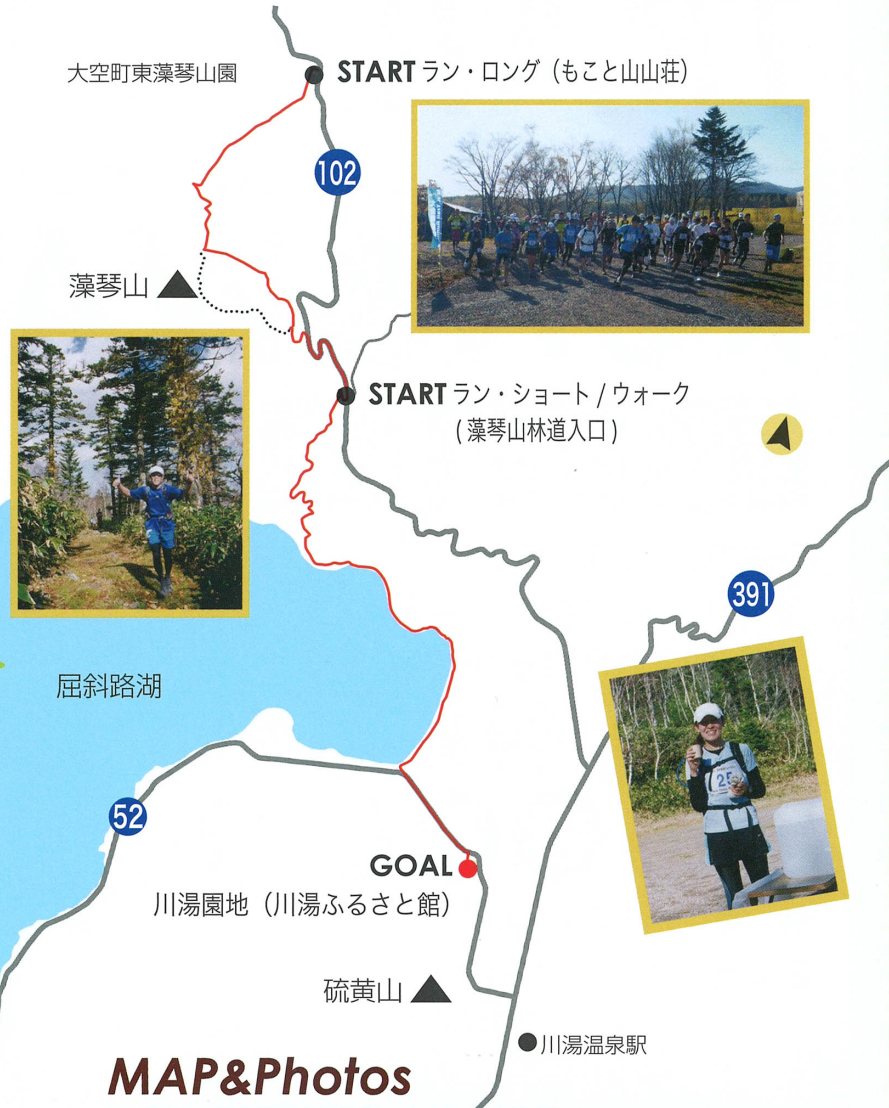 大空町東藻琴山園
START ラン・ロング（もこと山山荘）
102
藻琴山
START ラン・ショート / ウォーク
( 藻琴山林道入口 )
391
屈斜路湖
25
52
GOAL
川湯園地（川湯ふるさと館）
硫黄山
川湯温泉駅
MAP&Photos